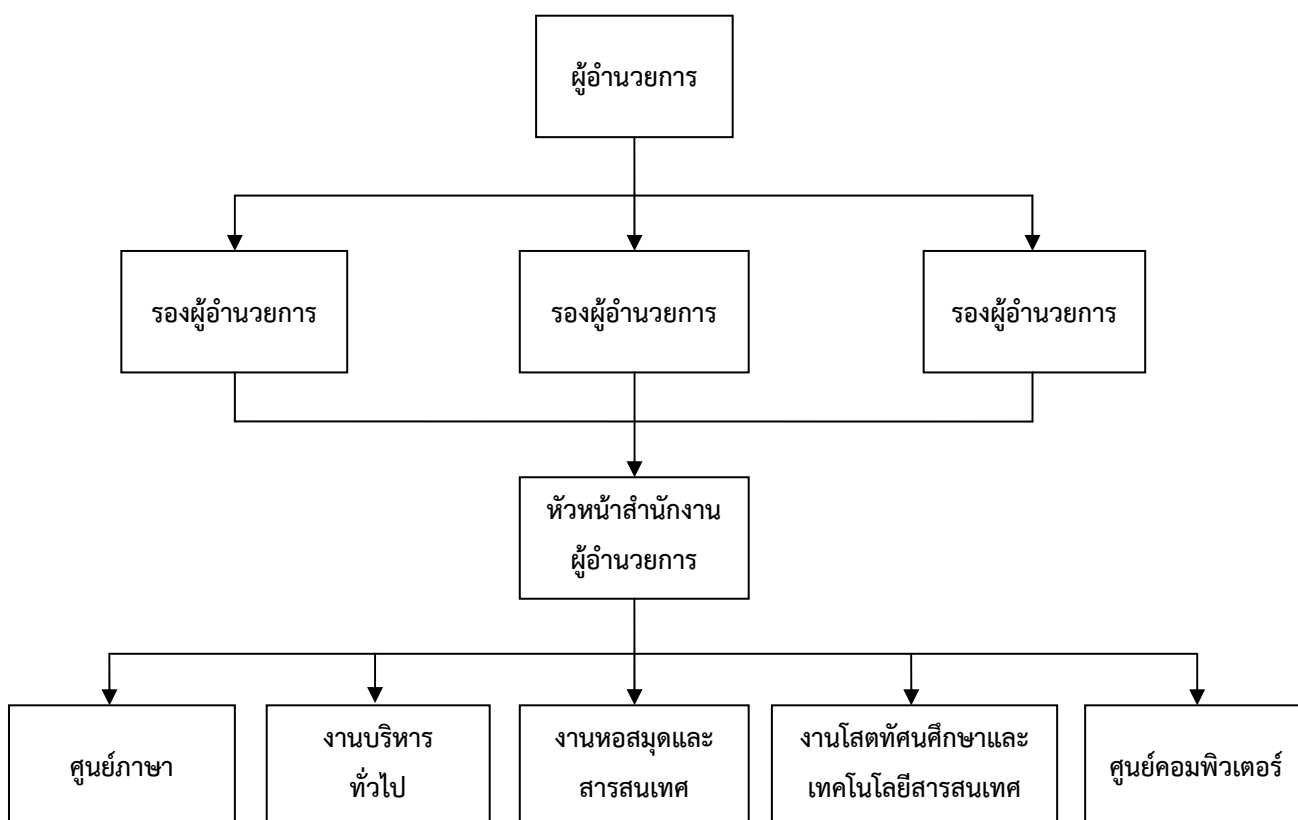 ผู้อำนวยการ
รองผู้อำนวยการ
รองผู้อำนวยการ
รองผู้อำนวยการ
หัวหน้าสำนักงาน
ผู้อำนวยการ
ศูนย์ภาษา
งานบริหาร
ทั่วไป
งานหอสมุดและ
สารสนเทศ
งานโสตทัศนศึกษาและ
เทคโนโลยีสารสนเทศ
ศูนย์คอมพิวเตอร์